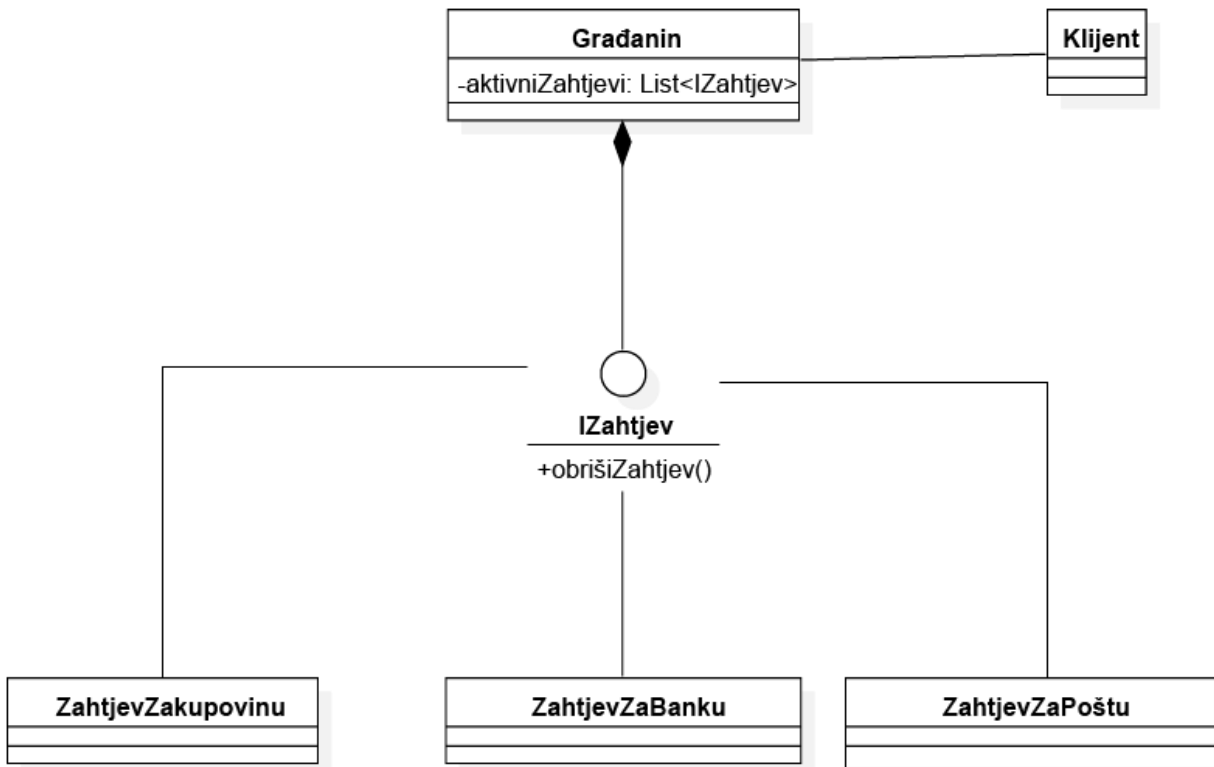 Građanin
-aktivniZahtjevi: List<IZahtjev>
Klijent
IZahtjev
+obrišiZahtjev()
ZahtjevZakupovinu
ZahtjevZaBanku
ZahtjevZaPoštu